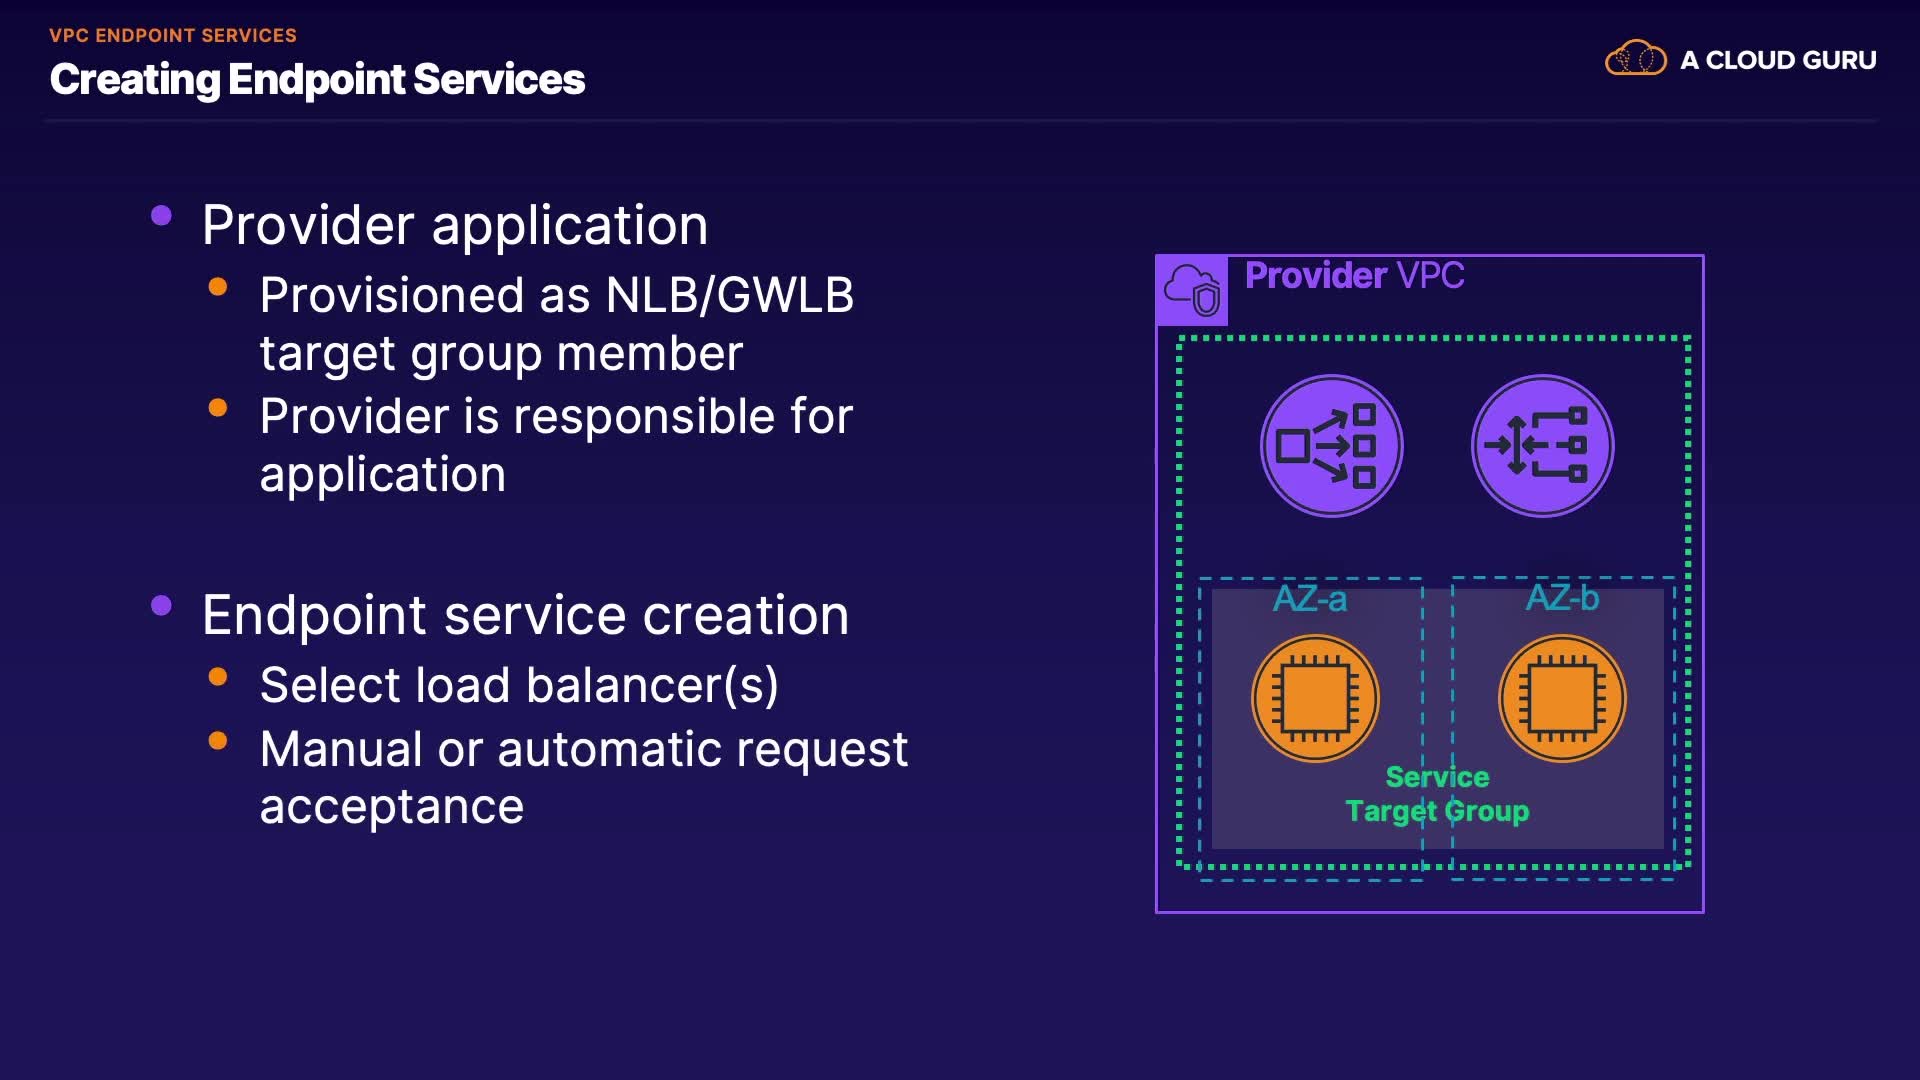 VPC ENDPOINT SERVICES
Creating Endpoint Services
A CLOUD GURU
Provider application
Provisioned as NLB/GWLB
target group member
Provider is responsible for
application
Endpoint service creation
Select load balancer(s)
Manual or automatic request
acceptance
Provider VPC
AZ-a
AZ-b
Service
Target Group